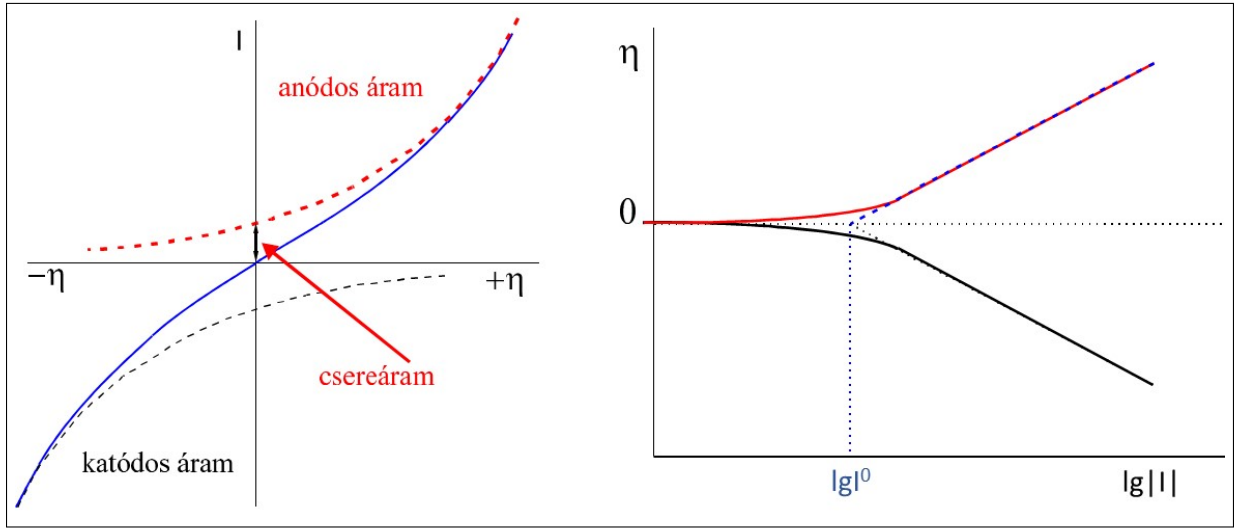 I
anódos áram
−η
+η
csereáram
katódos áram
η
0
lgI⁰
lg|I|